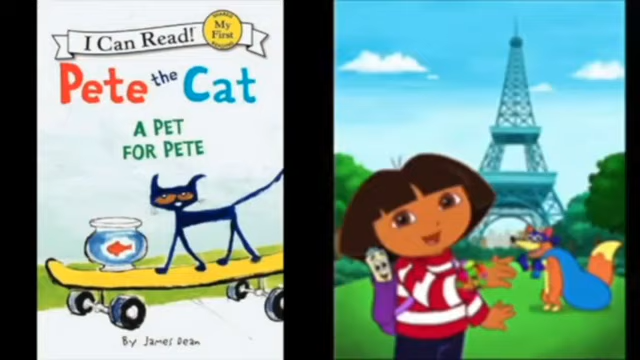 I Can Read!
My
First
Pete the Cat
A PET
FOR PETE
By James Dean